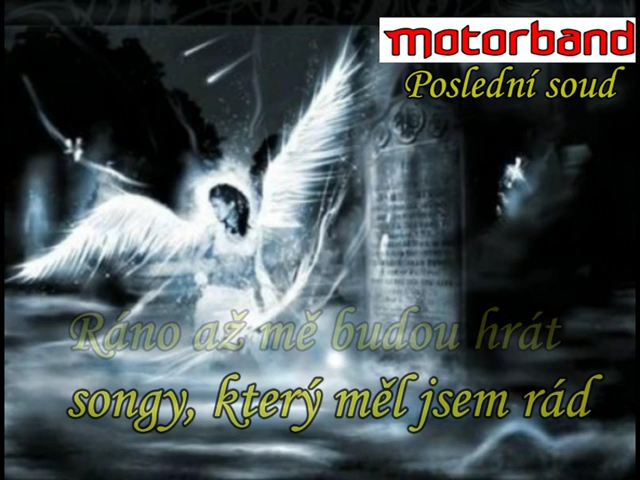 motorband
Poslední soud
Ráno až mě budou hrát
songy, který měl jsem rád